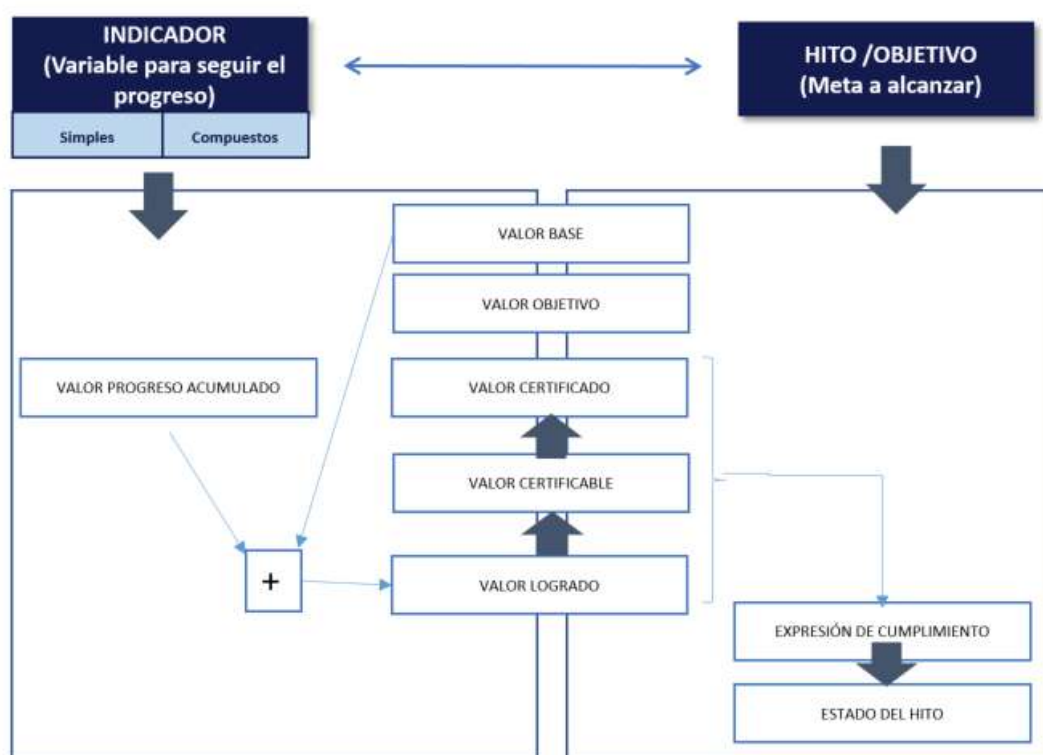 INDICADOR
(Variable para seguir el
progreso)
Simples
Compuestos
HITO /OBJETIVO
(Meta a alcanzar)
VALOR BASE
VALOR OBJETIVO
VALOR PROGRESO ACUMULADO
VALOR CERTIFICADO
VALOR CERTIFICABLE
+
VALOR LOGRADO
EXPRESIÓN DE CUMPLIMIENTO
ESTADO DEL HITO